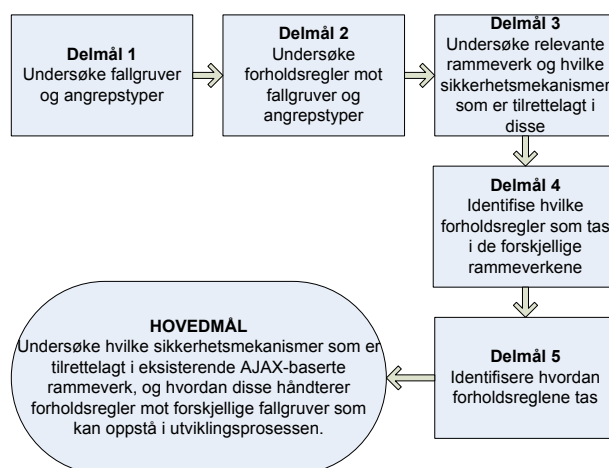 Delmål 1
Undersøke fallgruver
og angrepstyper
Delmål 2
Undersøke
forholdsregler mot
fallgruver og
angrepstyper
Delmål 3
Undersøke relevante
rammeverk og hvilke
sikkerhetsmekanismer
som er tilrettelagt i
disse
Delmål 4
Identifise hvilke
forholdsregler som tas
i de forskjellige
rammeverkene
Delmål 5
Identifisere hvordan
forholdsreglene tas
HOVEDMÅL
Undersøke hvilke sikkerhetsmekanismer som er
tilrettelagt i eksisterende AJAX-baserte
rammeverk, og hvordan disse håndterer
forholdsregler mot forskjellige fallgruver som
kan oppstå i utviklingsprosessen.